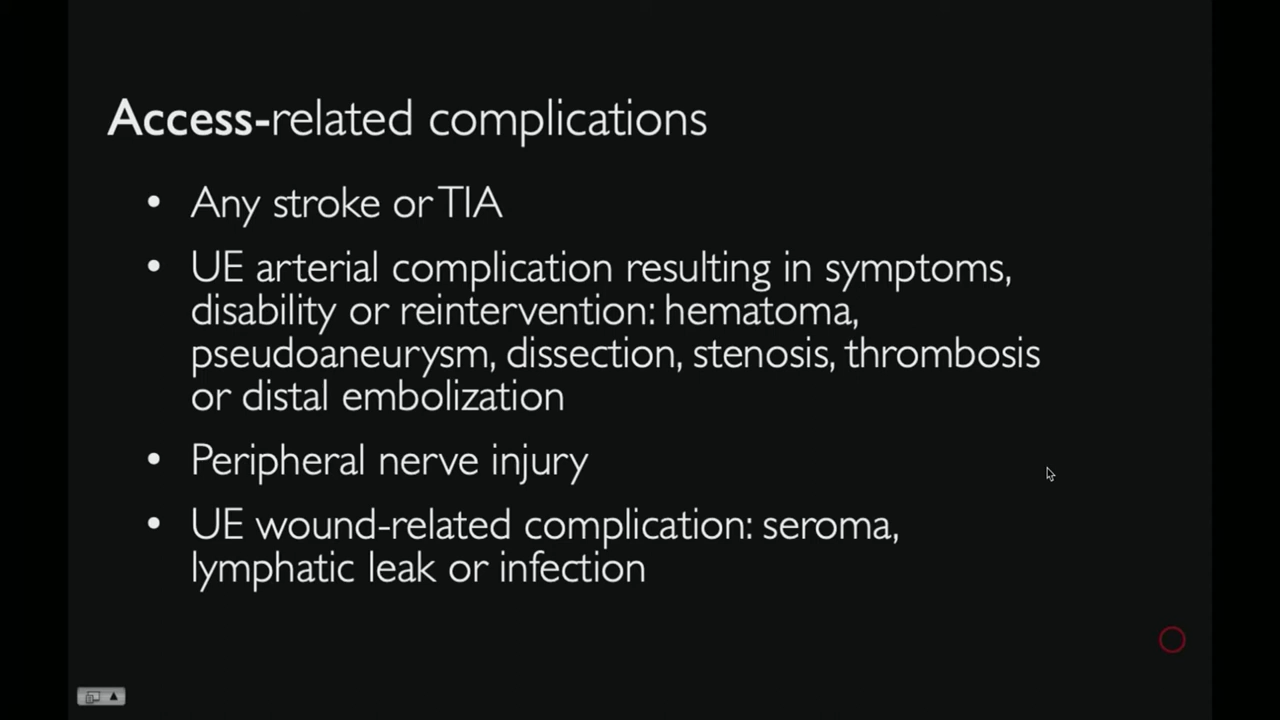 Access-related complications
• Any stroke or TIA
• UE arterial complication resulting in symptoms,
disability or reintervention: hematoma,
pseudoaneurysm, dissection, stenosis, thrombosis
or distal embolization
• Peripheral nerve injury
• UE wound-related complication: seroma,
lymphatic leak or infection